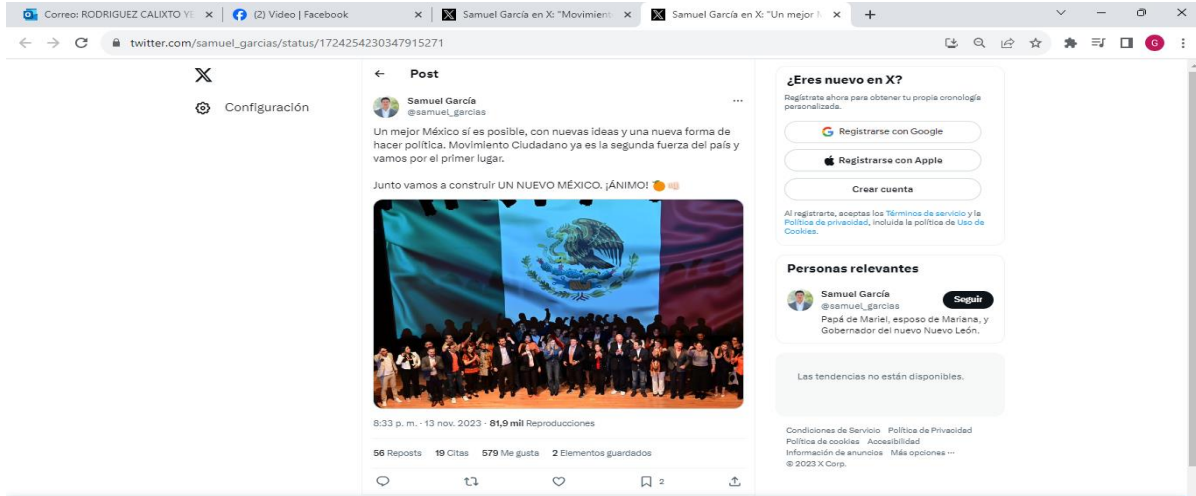 Correo: RODRIGUEZ CALIXTO YE
(2) Video | Facebook
Samuel García en X: "Movimient
Samuel García en X: "Un mejor M
twitter.com/samuel_garcias/status/1724254230347915271
G
Configuración
Post
Samuel García
@samuel_garcias
Un mejor México sí es posible, con nuevas ideas y una nueva forma de
hacer política. Movimiento Ciudadano ya es la segunda fuerza del país y
vamos por el primer lugar.
Junto vamos a construir UN NUEVO MÉXICO. ¡ÁNIMO! 🍊👊🏻
8:33 p. m. · 13 nov. 2023 · 81,9 mil Reproducciones
56 Reposts 19 Citas 579 Me gusta 2 Elementos guardados
2
¿Eres nuevo en X?
Regístrate ahora para obtener tu propia cronología
personalizada.
Registrarse con Google
Registrarse con Apple
Crear cuenta
Al registrarte, aceptas los Términos de servicio y la
Política de privacidad, incluida la política de Uso de
Cookies.
Personas relevantes
Samuel García
@samuel_garcias
Seguir
Papá de Mariel, esposo de Mariana, y
Gobernador del nuevo Nuevo León.
Las tendencias no están disponibles.
Condiciones de Servicio Política de Privacidad
Política de cookies Accesibilidad
Información de anuncios Más opciones ···
© 2023 X Corp.